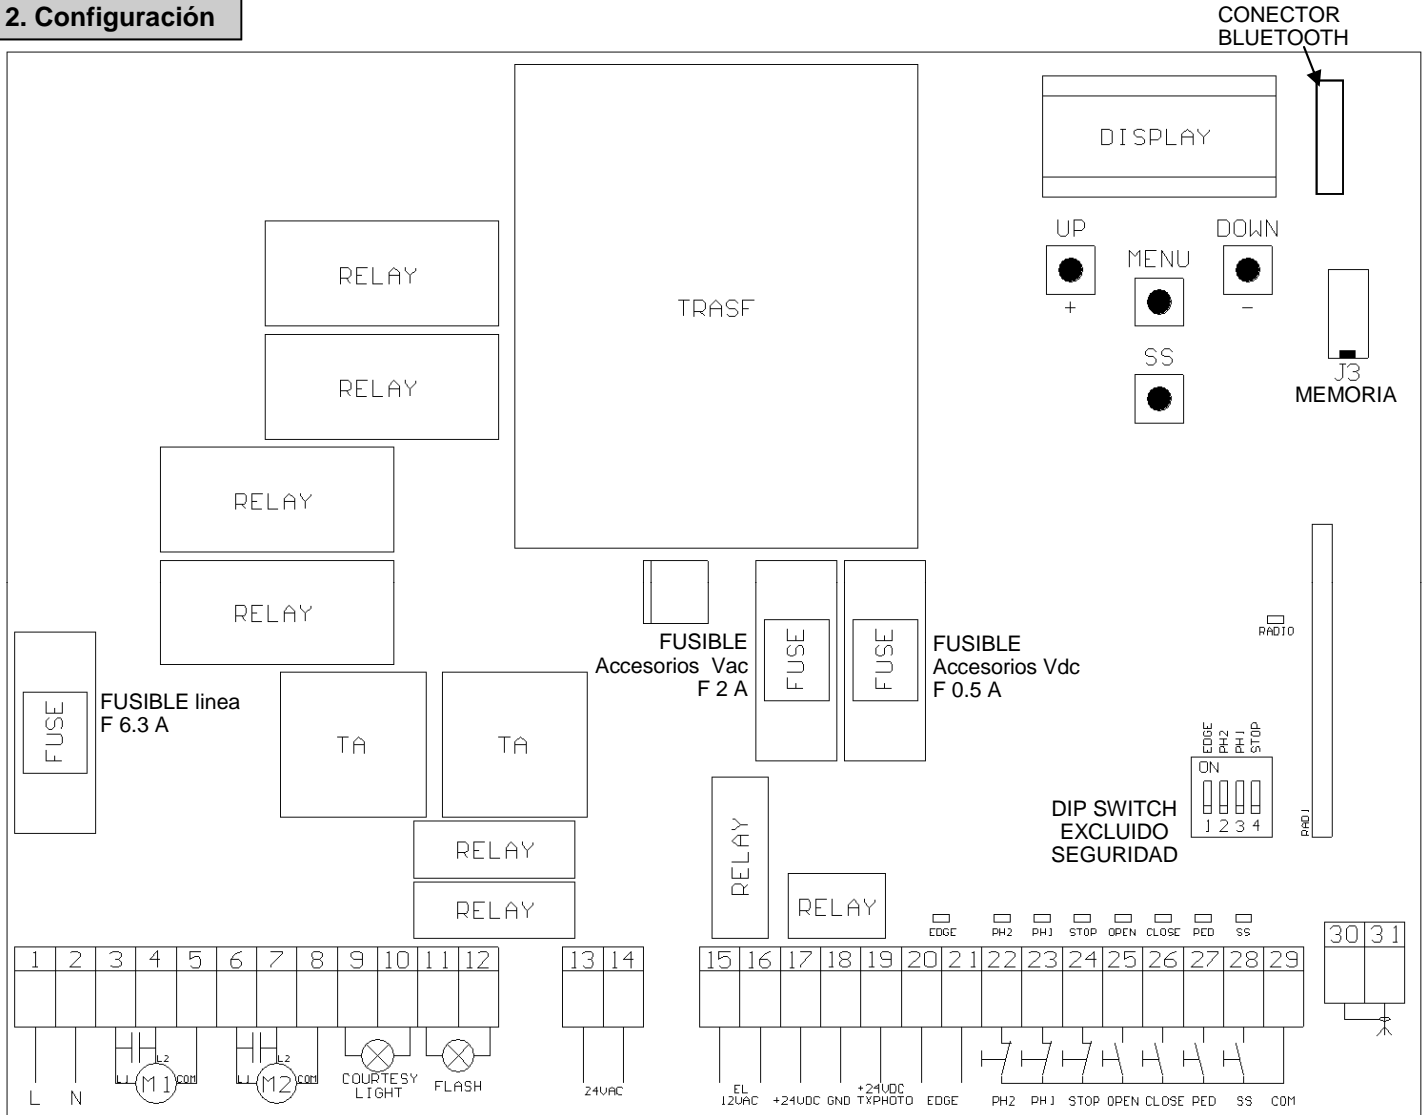 2. Configuración
CONECTOR
BLUETOOTH
DISPLAY
UP
DOWN
MENU
+
-
SS
J3
MEMORIA
TRASF
RELAY
RELAY
RELAY
RELAY
FUSE
FUSIBLE linea
F 6.3 A
TA
TA
FUSIBLE
Accesorios Vac
F 2 A
FUSE
FUSE
FUSIBLE
Accesorios Vdc
F 0.5 A
RADIO
RAD1
EDGE
PH2
PH1
STOP
ON
1 2 3 4
DIP SWITCH
EXCLUIDO
SEGURIDAD
RELAY
RELAY
RELAY
RELAY
EDGE PH2 PH1 STOP OPEN CLOSE PED SS
1 2 3 4 5 6 7 8 9 10 11 12
13 14
15 16 17 18 19 20 21 22 23 24 25 26 27 28 29
30 31
L N
L1 M1 L2 COM
L1 M2 L2 COM
COURTESY
LIGHT
FLASH
24VAC
EL
12VAC
+24VDC
GND
+24VDC
TXPHOTO
EDGE
PH2 PH1 STOP OPEN CLOSE PED SS COM